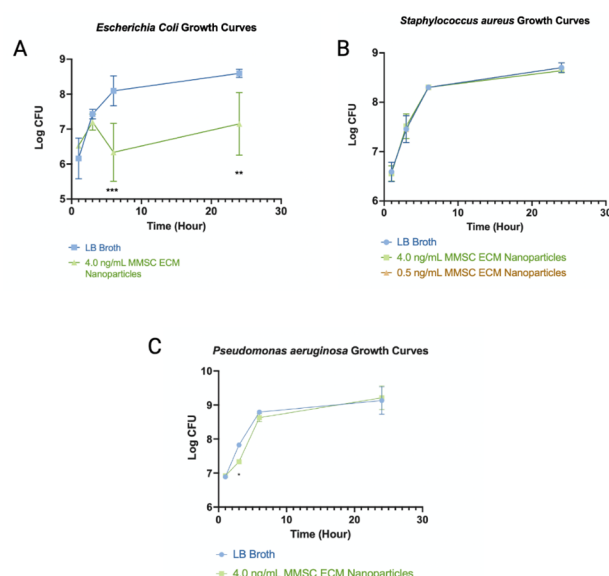 Escherichia Coli Growth Curves
A
Log CFU
9
8
7
6
5
***
**
0 10 20 30
Time (Hour)
LB Broth
4.0 ng/mL MMSC ECM
Nanoparticles
Staphylococcus aureus Growth Curves
B
Log CFU
9
8
7
6
0 10 20 30
Time (Hour)
LB Broth
4.0 ng/mL MMSC ECM Nanoparticles
0.5 ng/mL MMSC ECM Nanoparticles
C
Pseudomonas aeruginosa Growth Curves
Log CFU
10
9
8
7
6
*
0 10 20 30
Time (Hour)
LB Broth
4.0 ng/mL MMSC ECM Nanoparticles